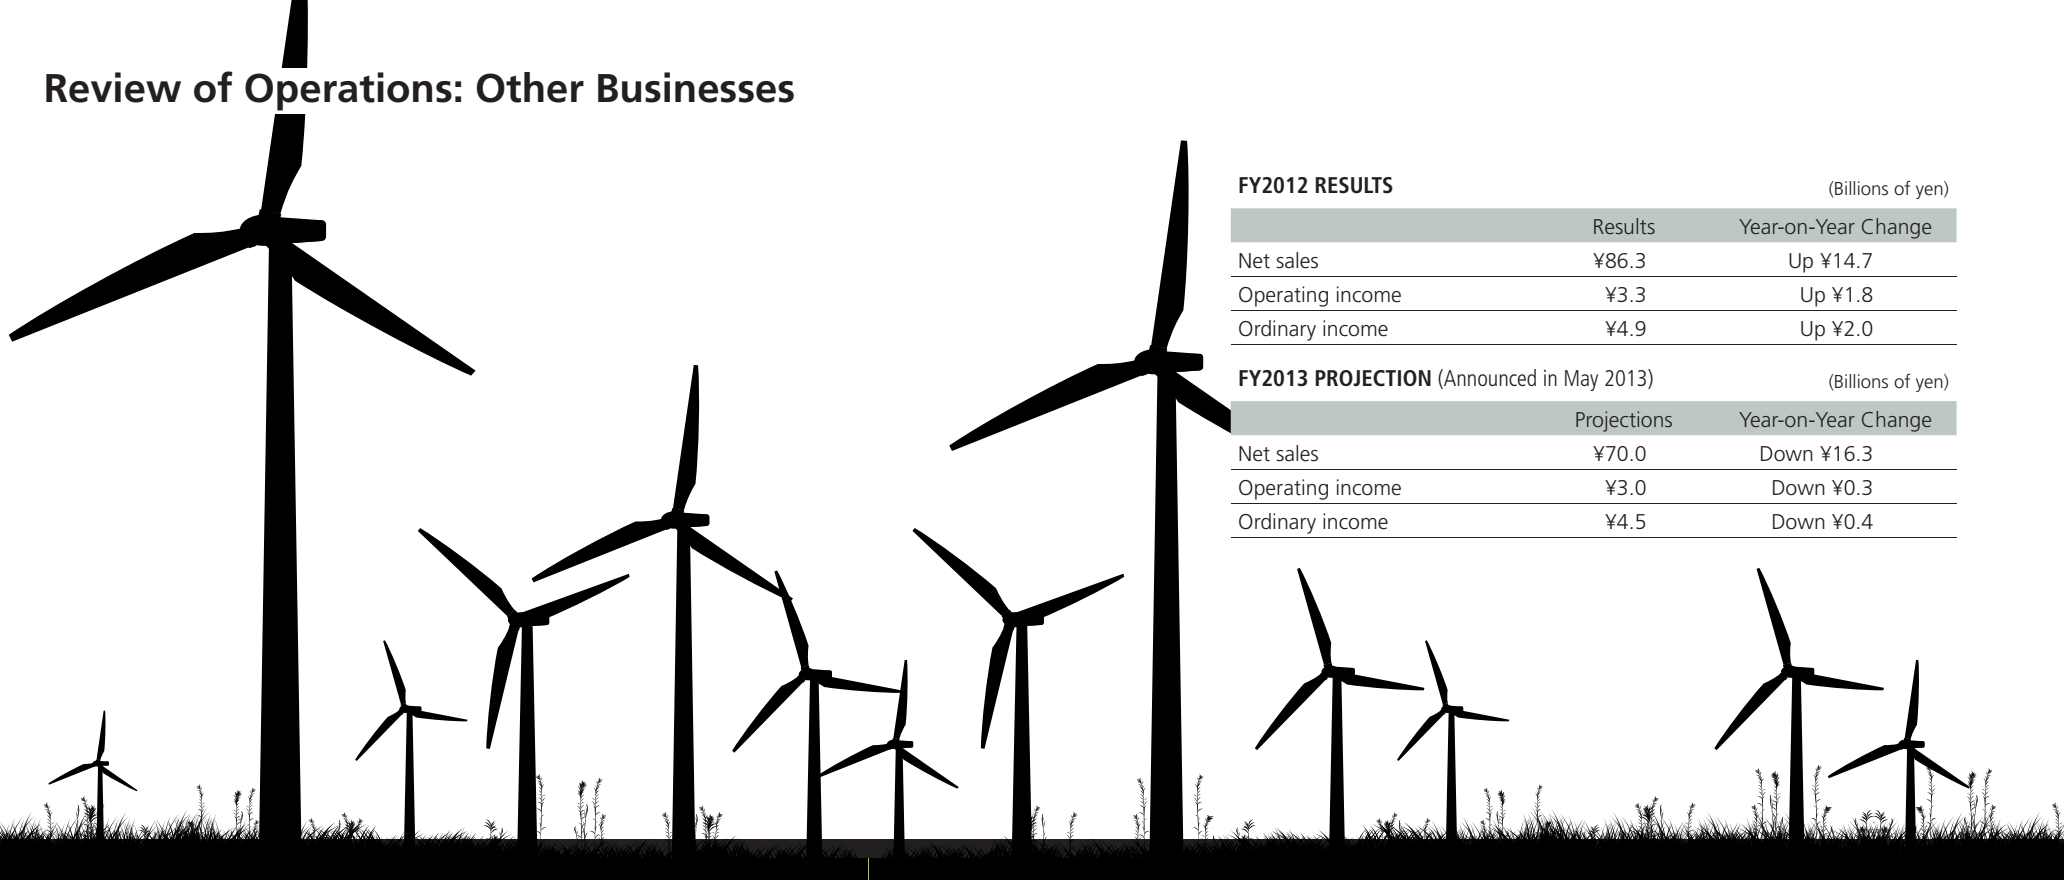 Review of Operations: Other Businesses
FY2012 RESULTS (Billions of yen)
Results Year-on-Year Change
Net sales ¥86.3 Up ¥14.7
Operating income ¥3.3 Up ¥1.8
Ordinary income ¥4.9 Up ¥2.0
FY2013 PROJECTION (Announced in May 2013) (Billions of yen)
Projections Year-on-Year Change
Net sales ¥70.0 Down ¥16.3
Operating income ¥3.0 Down ¥0.3
Ordinary income ¥4.5 Down ¥0.4